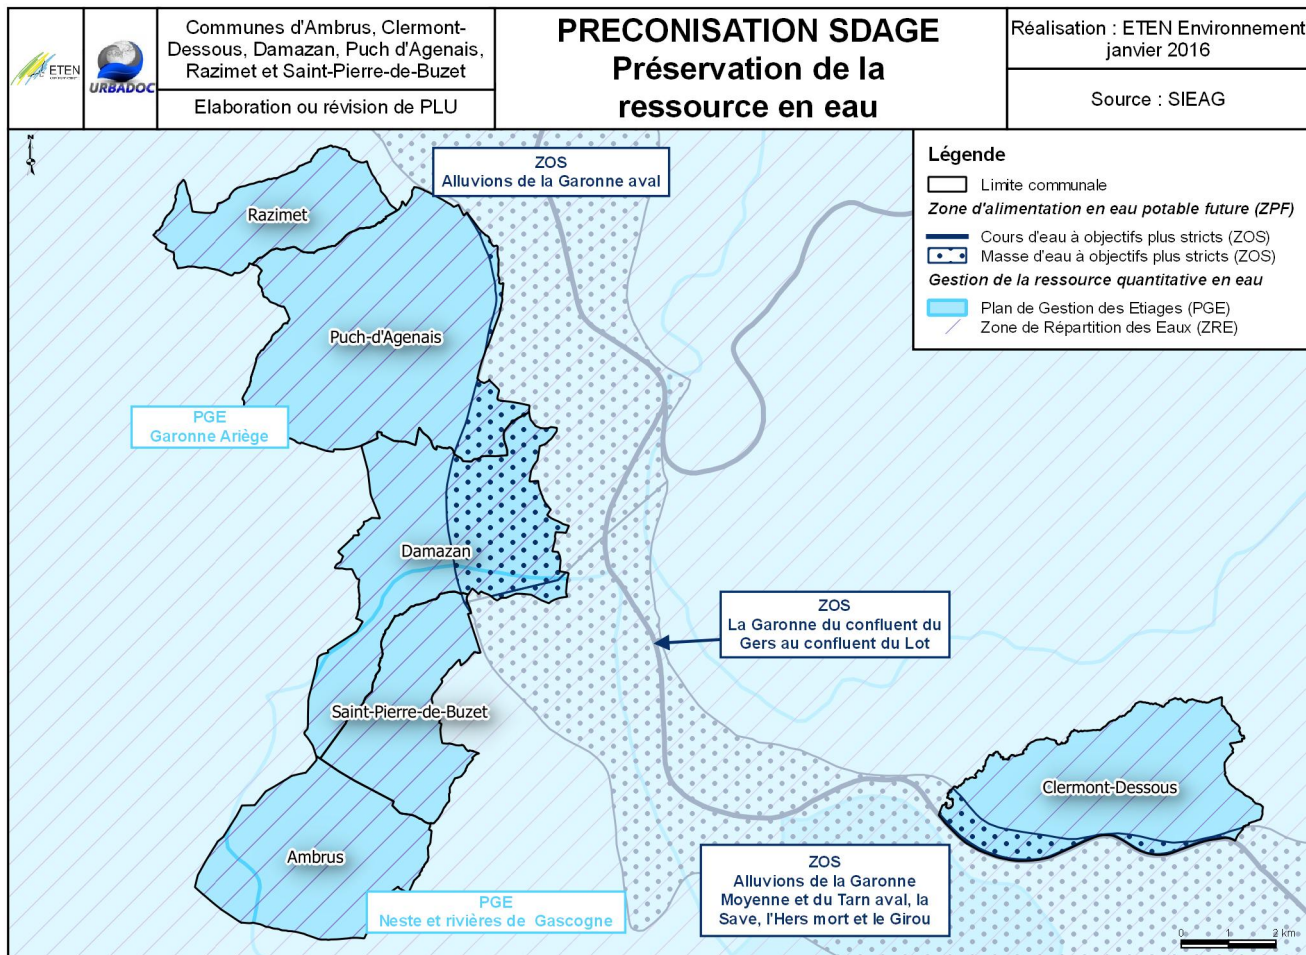 ETEN
URBADOC
Communes d'Ambrus, Clermont-
Dessous, Damazan, Puch d'Agenais,
Razimet et Saint-Pierre-de-Buzet
Elaboration ou révision de PLU
PRECONISATION SDAGE
Préservation de la
ressource en eau
Réalisation : ETEN Environnement
janvier 2016
Source : SIEAG
N
Légende
Limite communale
Zone d'alimentation en eau potable future (ZPF)
Cours d'eau à objectifs plus stricts (ZOS)
Masse d'eau à objectifs plus stricts (ZOS)
Gestion de la ressource quantitative en eau
Plan de Gestion des Etiages (PGE)
Zone de Répartition des Eaux (ZRE)
ZOS
Alluvions de la Garonne aval
Razimet
Puch-d'Agenais
PGE
Garonne Ariège
Damazan
ZOS
La Garonne du confluent du
Gers au confluent du Lot
Saint-Pierre-de-Buzet
Clermont-Dessous
Ambrus
ZOS
Alluvions de la Garonne
Moyenne et du Tarn aval, la
Save, l'Hers mort et le Girou
PGE
Neste et rivières de Gascogne
0 1 2 km